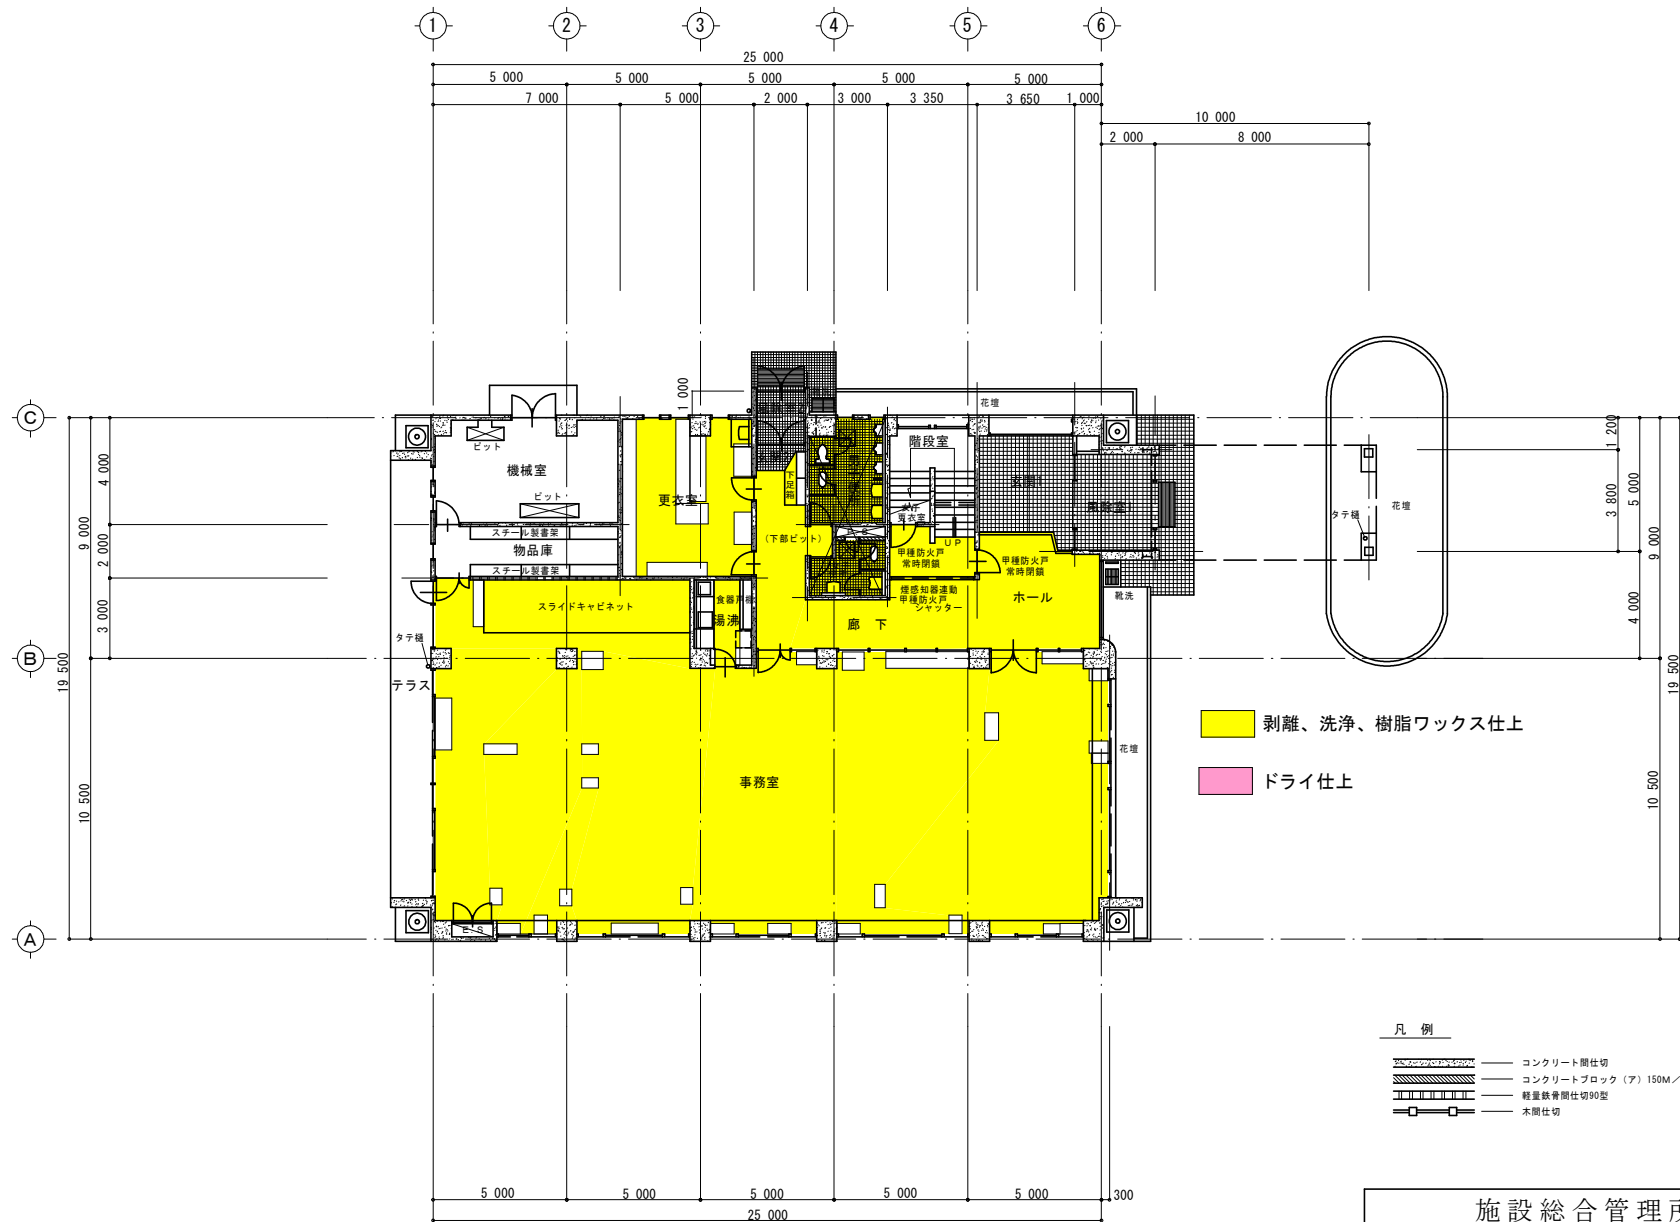 1 2 3 4 5 6
25 000
5 000 5 000 5 000 5 000 5 000
7 000 5 000 2 000 3 000 3 350 3 650 1 000
10 000
2 000 8 000
1 000
C
B
A
19 500
9 000
10 500
4 000
2 000
3 000
花壇
ピット
機械室
ピット
スチール製書架
物品庫
スチール製書架
更衣室
下足箱
(下部ピット)
階段室
更衣室
UP
甲種防火戸
常時閉鎖
甲種防火戸
常時閉鎖
煙感知器連動
甲種防火戸
シャッター
玄関1
風除室1
ホール
靴洗
廊 下
スライドキャビネット
食器戸棚
湯沸
タテ樋
テラス
事務室
E S
花壇
タテ樋
花壇
1 200
3 800
5 000
4 000
9 000
10 500
19 500
剥離、洗浄、樹脂ワックス仕上
ドライ仕上
凡 例
コンクリート間仕切
コンクリートブロック (ア) 150M/
軽量鉄骨間仕切90型
木間仕切
5 000 5 000 5 000 5 000 5 000 300
25 000
施設総合管理所